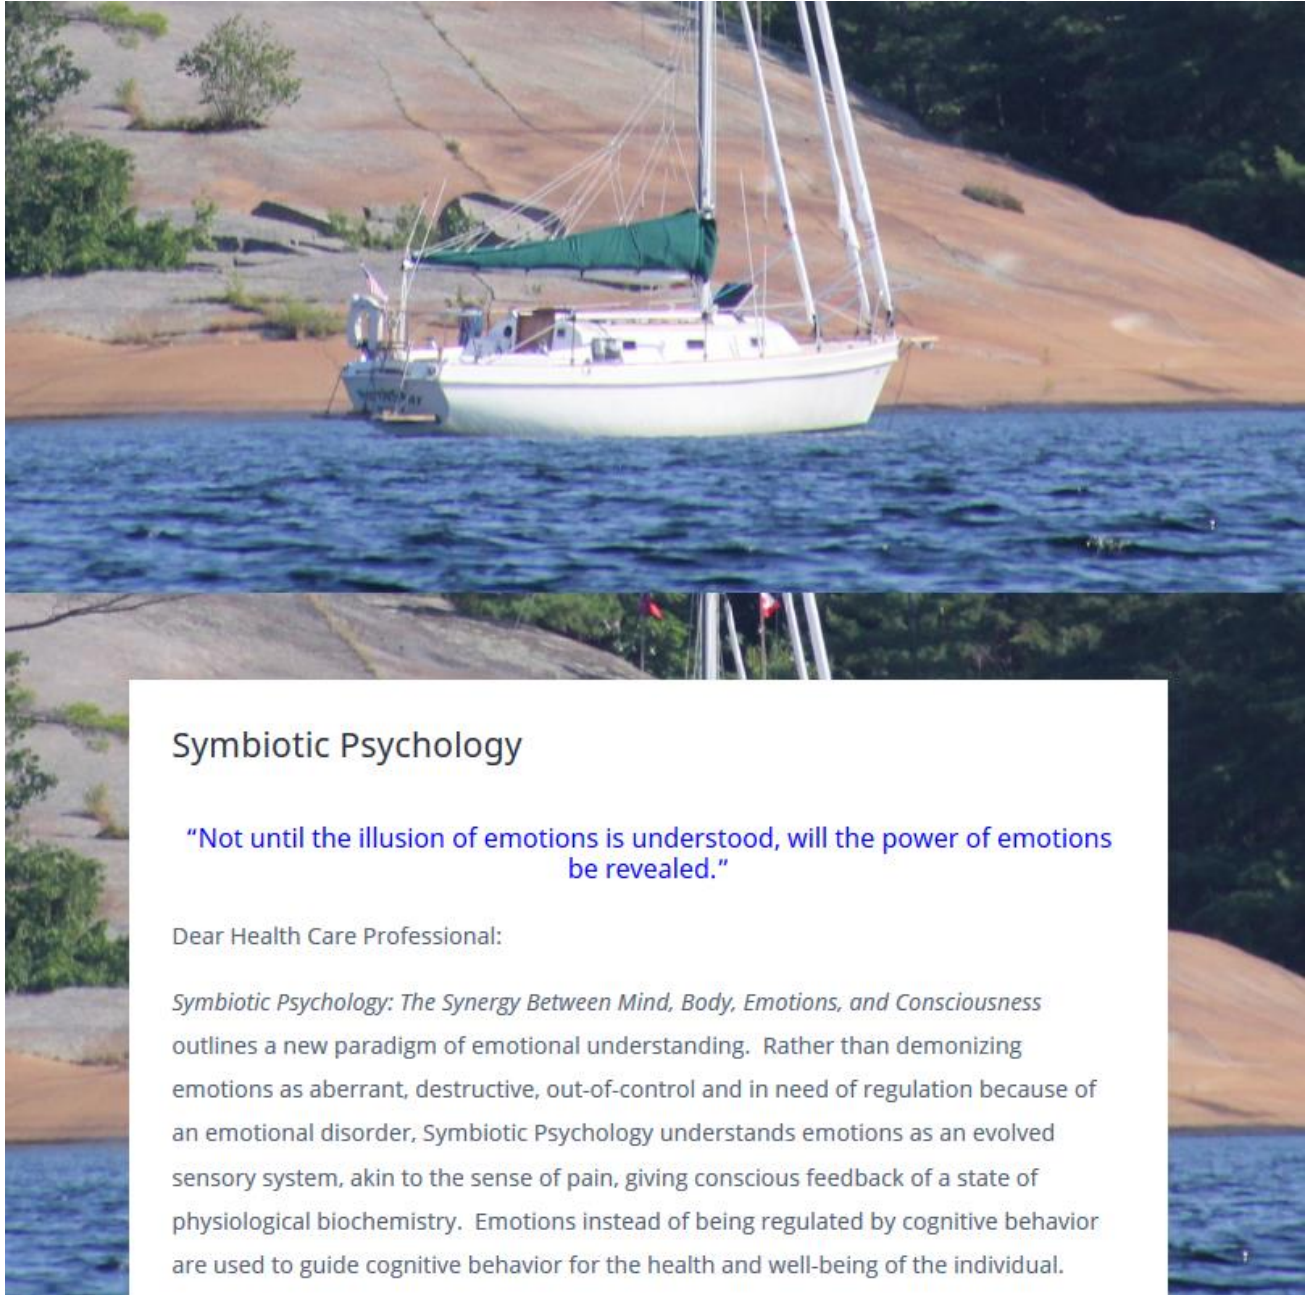 Symbiotic Psychology
“Not until the illusion of emotions is understood, will the power of emotions
be revealed.”
Dear Health Care Professional:
Symbiotic Psychology: The Synergy Between Mind, Body, Emotions, and Consciousness
outlines a new paradigm of emotional understanding.  Rather than demonizing
emotions as aberrant, destructive, out-of-control and in need of regulation because of
an emotional disorder, Symbiotic Psychology understands emotions as an evolved
sensory system, akin to the sense of pain, giving conscious feedback of a state of
physiological biochemistry.  Emotions instead of being regulated by cognitive behavior
are used to guide cognitive behavior for the health and well-being of the individual.